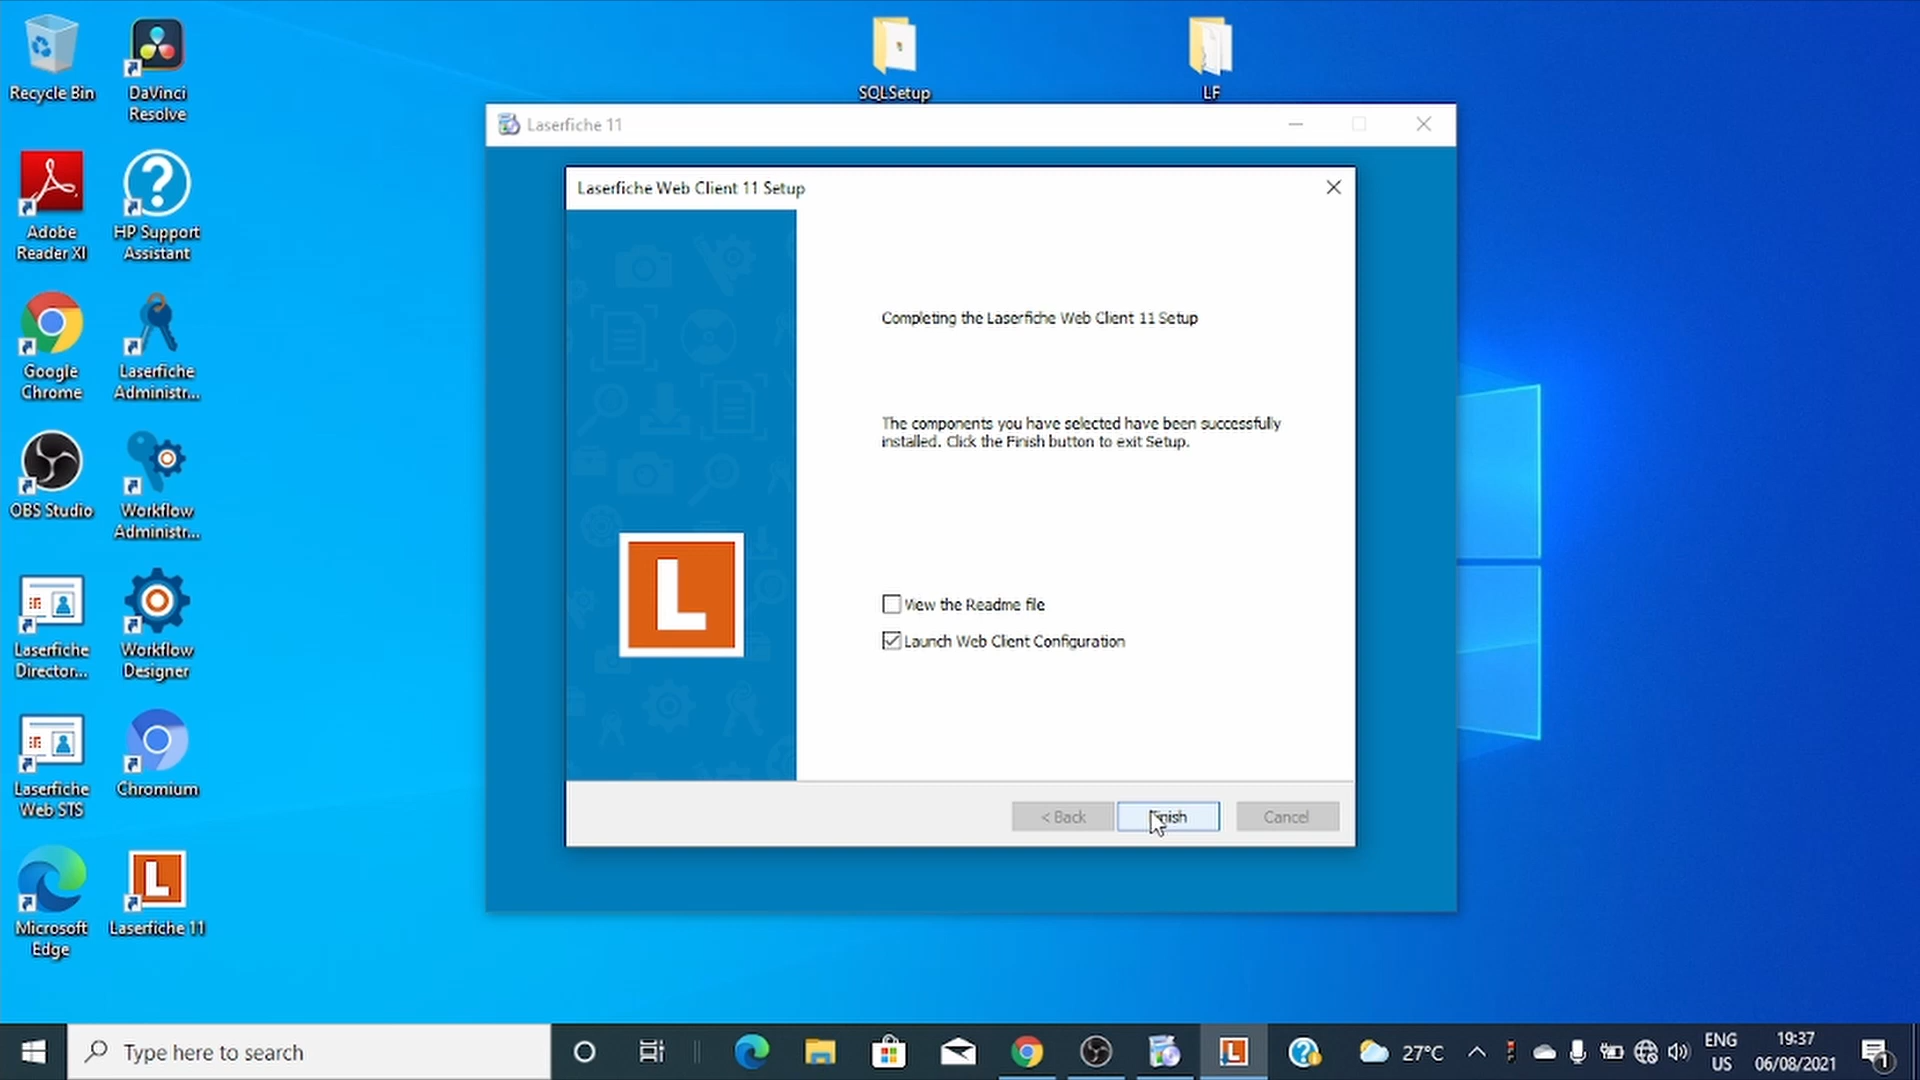 Recycle Bin
DaVinci
Resolve
SQLSetup
LF
Adobe
Reader XI
HP Support
Assistant
Google
Chrome
Laserfiche
Administr...
OBS Studio
Workflow
Administr...
Laserfiche
Director...
Workflow
Designer
Laserfiche
Web STS
Chromium
Microsoft
Edge
Laserfiche 11
Laserfiche 11
Laserfiche Web Client 11 Setup
Completing the Laserfiche Web Client 11 Setup
The components you have selected have been successfully
installed. Click the Finish button to exit Setup.
L
View the Readme file
Launch Web Client Configuration
< Back
Finish
Cancel
Type here to search
27°C
ENG
US
19:37
06/08/2021
1